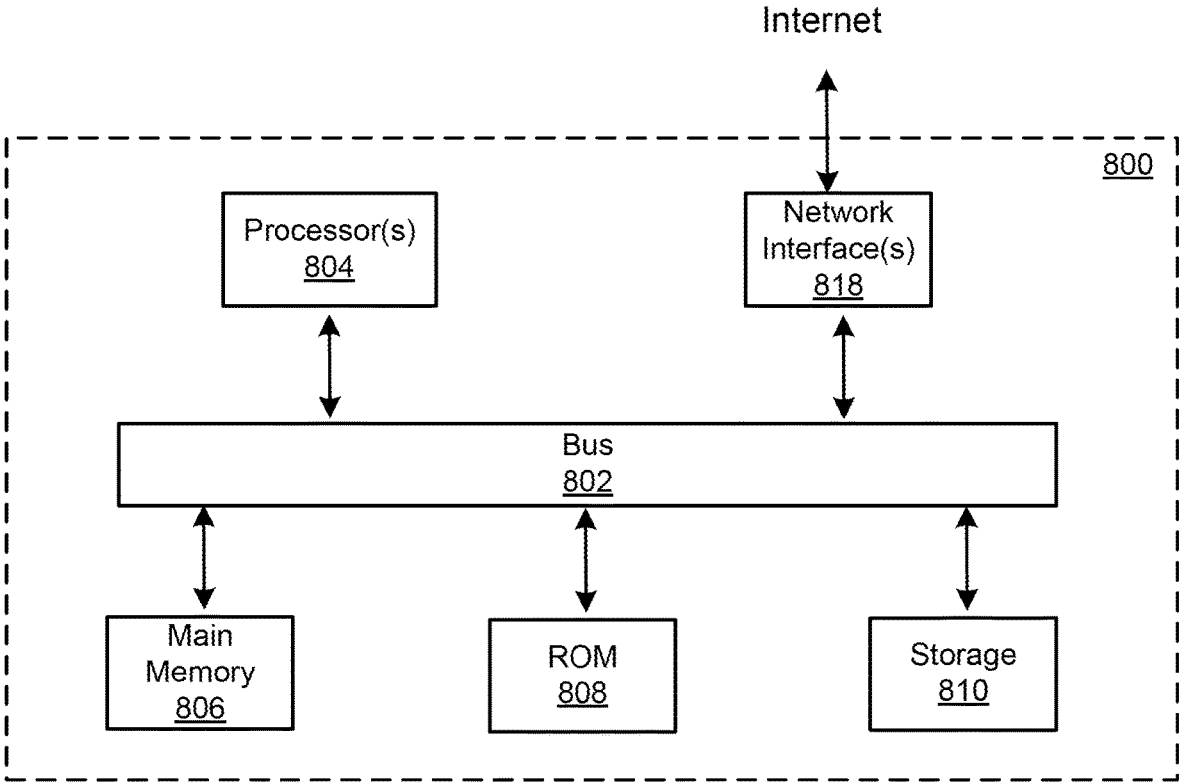 Internet
800
Processor(s)
804
Network
Interface(s)
818
Bus
802
Main
Memory
806
ROM
808
Storage
810